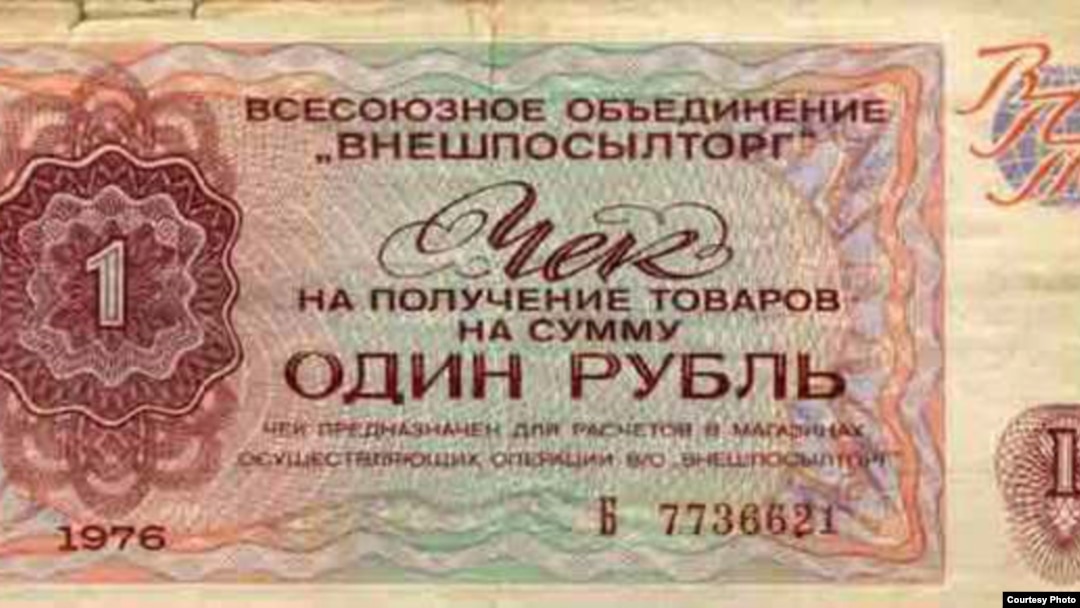 ВСЕСОЮЗНОЕ ОБЪЕДИНЕНИЕ
„ВНЕШПОСЫЛТОРГ"
1
Чек
НА ПОЛУЧЕНИЕ ТОВАРОВ
НА СУММУ
ОДИН РУБЛЬ
ЧЕК ПРЕДНАЗНАЧЕН ДЛЯ РАСЧЕТОВ В МАГАЗИНАХ,
ОСУЩЕСТВЛЯЮЩИХ ОПЕРАЦИИ В/О „ВНЕШПОСЫЛТОРГ"
Б 7736621
1976
1
Courtesy Photo